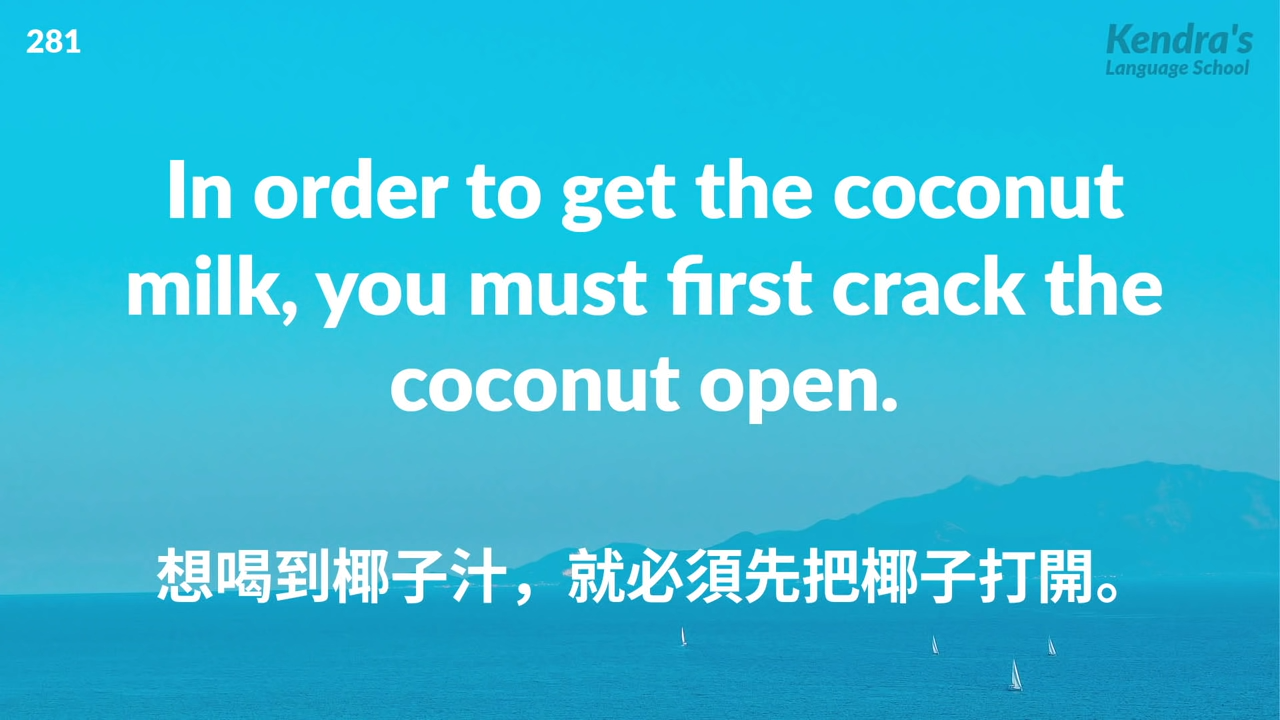 281
Kendra's
Language School
In order to get the coconut
milk, you must first crack the
coconut open.
想喝到椰子汁，就必須先把椰子打開。